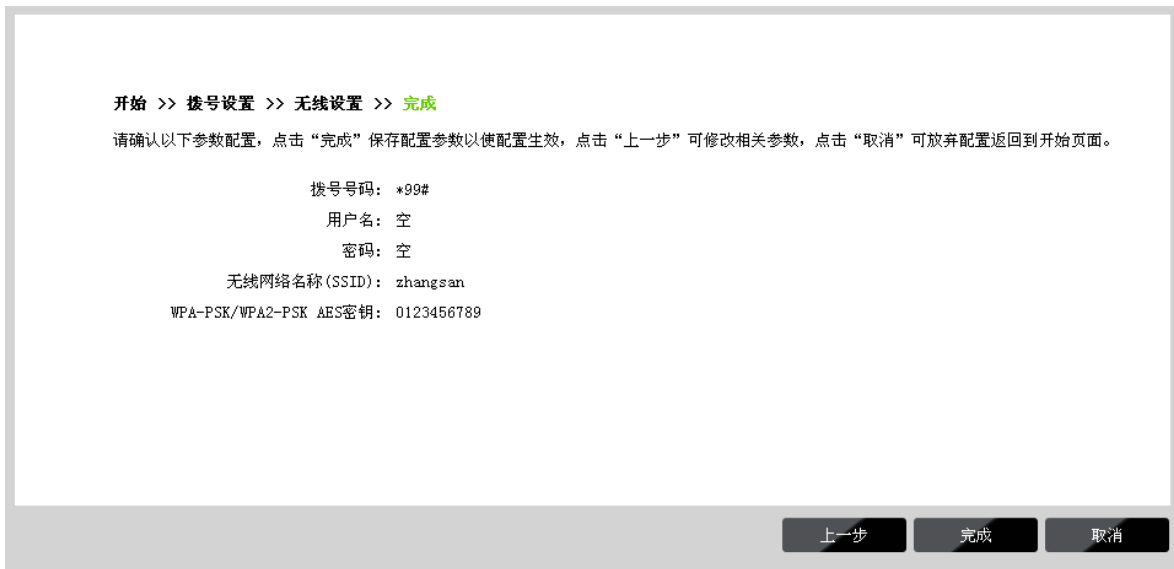 开始 >> 拨号设置 >> 无线设置 >> 完成
请确认以下参数配置，点击“完成”保存配置参数以使配置生效，点击“上一步”可修改相关参数，点击“取消”可放弃配置返回到开始页面。
拨号号码： *99#
用户名： 空
密码： 空
无线网络名称(SSID)： zhangsan
WPA-PSK/WPA2-PSK AES密钥： 0123456789
上一步 完成 取消